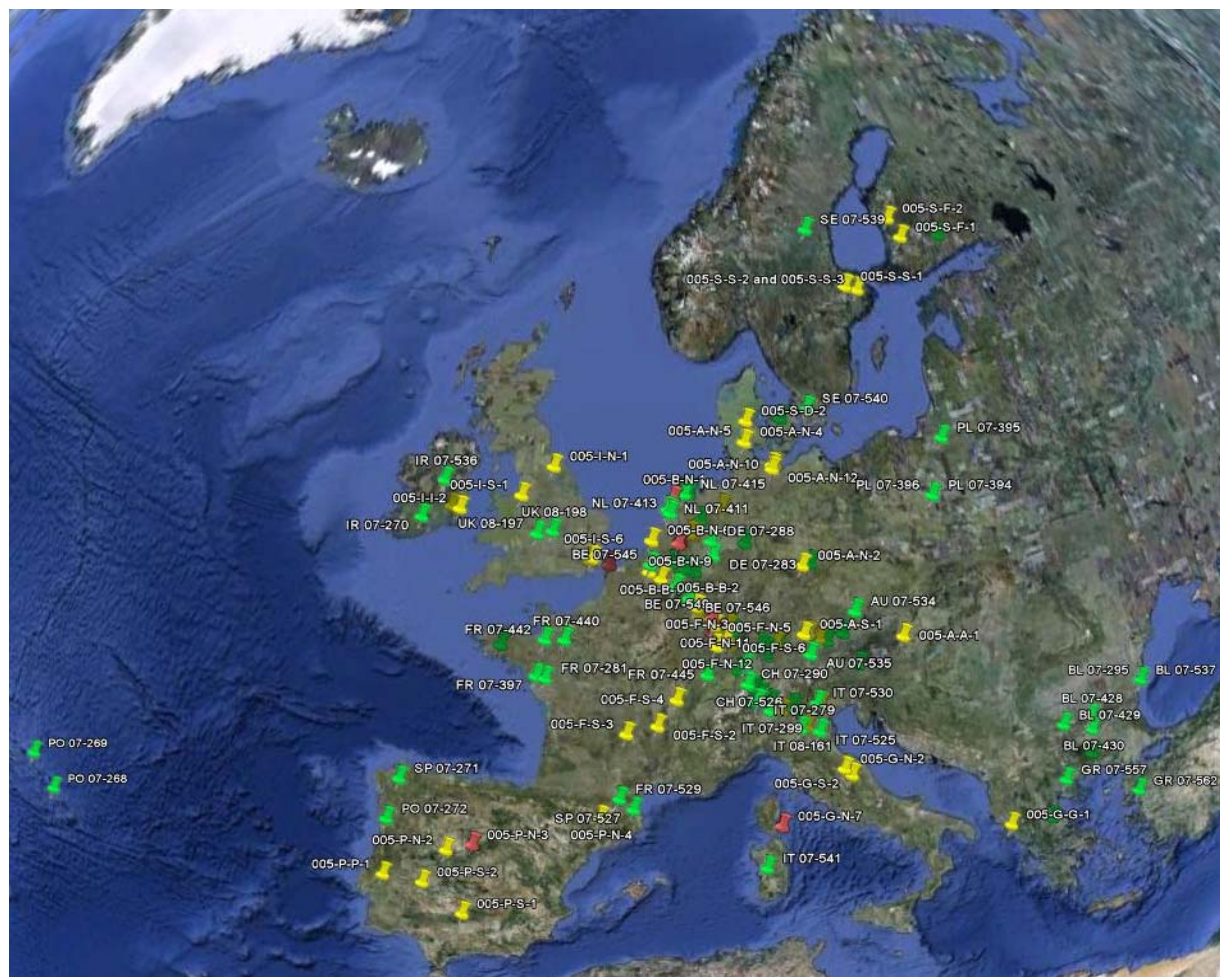 005-S-F-2
SE 07-539
005-S-F-1
005-S-S-2 and 005-S-S-3
005-S-S-1
SE 07-540
005-S-D-2
005-A-N-5
005-A-N-4
PL 07-395
005-I-N-1
IR 07-536
005-A-N-10
005-A-N-12
005-I-S-1
NL 07-415
PL 07-396
PL 07-394
005-I-I-2
NL 07-413
NL 07-411
UK 08-198
IR 07-270
UK 08-197
DE 07-288
005-I-S-6
BE 07-545
005-A-N-2
005-B-N-9
DE 07-283
005-B-B-2
BE 07-546
AU 07-534
005-F-N-3
005-F-N-5
005-A-S-1
FR 07-440
FR 07-442
005-A-A-1
005-F-N-11
005-F-S-6
005-F-N-12
AU 07-535
FR 07-281
FR 07-445
CH 07-290
BL 07-295
BL 07-537
FR 07-397
005-F-S-4
CH 07-526
IT 07-530
BL 07-428
IT 07-279
BL 07-429
005-F-S-3
005-F-S-2
IT 07-299
IT 07-525
IT 08-161
PO 07-269
BL 07-430
005-G-N-2
PO 07-268
SP 07-271
005-G-S-2
GR 07-557
GR 07-562
FR 07-529
PO 07-272
SP 07-527
005-G-N-7
005-G-G-1
005-P-N-2
005-P-N-3
005-P-N-4
005-P-P-1
005-P-S-2
IT 07-541
005-P-S-1